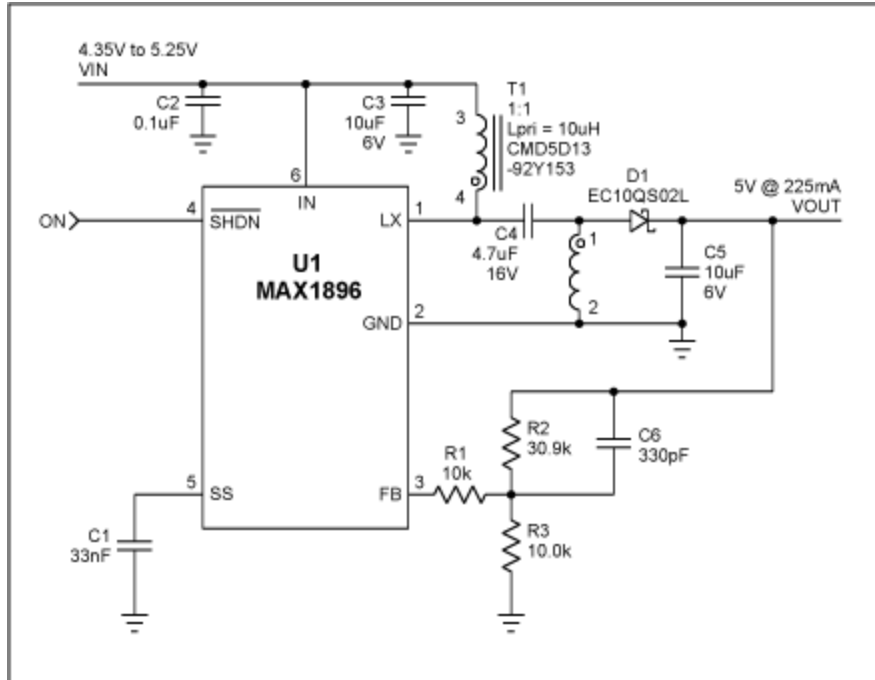 4.35V to 5.25V
VIN
C2
0.1uF
C3
10uF
6V
T1
1:1
Lpri = 10uH
CMD5D13
-92Y153
3
4
6
IN
D1
EC10QS02L
5V @ 225mA
VOUT
ON
4
SHDN
LX
1
C4
4.7uF
16V
1
2
C5
10uF
6V
U1
MAX1896
GND
2
R2
30.9k
C6
330pF
R1
10k
5
SS
FB
3
C1
33nF
R3
10.0k